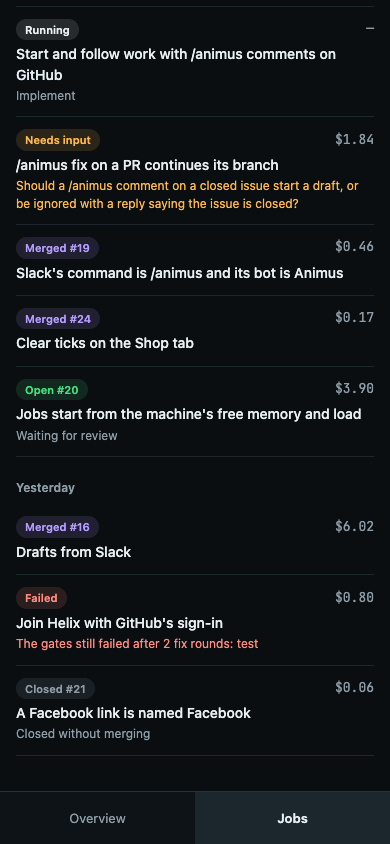 Running
—
Start and follow work with /animus comments on
GitHub
Implement
Needs input
$1.84
/animus fix on a PR continues its branch
Should a /animus comment on a closed issue start a draft, or
be ignored with a reply saying the issue is closed?
Merged #19
$0.46
Slack's command is /animus and its bot is Animus
Merged #24
$0.17
Clear ticks on the Shop tab
Open #20
$3.90
Jobs start from the machine's free memory and load
Waiting for review
Yesterday
Merged #16
$6.02
Drafts from Slack
Failed
$0.80
Join Helix with GitHub's sign-in
The gates still failed after 2 fix rounds: test
Closed #21
$0.06
A Facebook link is named Facebook
Closed without merging
Overview
Jobs